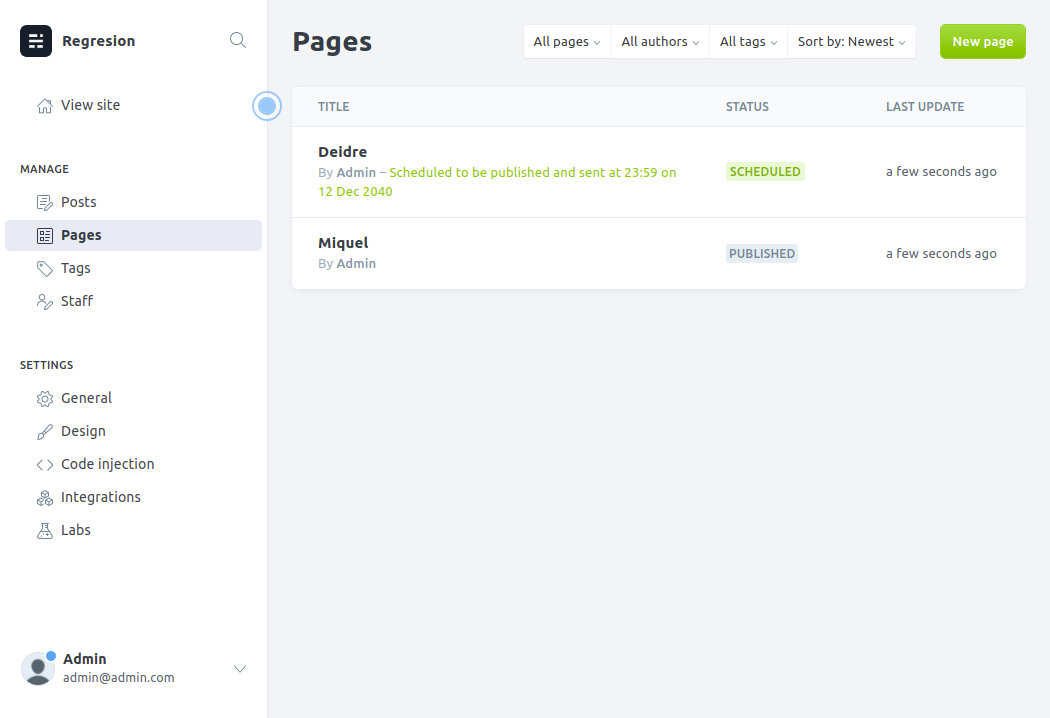 Regresion
View site
MANAGE
Posts
Pages
Tags
Staff
SETTINGS
General
Design
Code injection
Integrations
Labs
Admin
admin@admin.com
Pages
All pages All authors All tags Sort by: Newest New page
TITLE STATUS LAST UPDATE
Deidre
By Admin – Scheduled to be published and sent at 23:59 on
12 Dec 2040
SCHEDULED
a few seconds ago
Miquel
By Admin
PUBLISHED
a few seconds ago